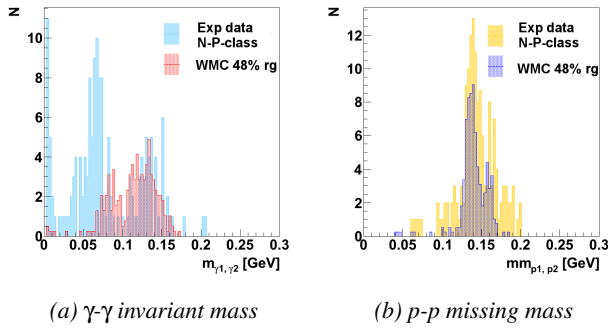 N
Exp data
N-P-class
WMC 48% rg
10
8
6
4
2
0
0 0.05 0.1 0.15 0.2 0.25 0.3
m γ1, γ2 [GeV]
(a) γ-γ invariant mass
N
Exp data
N-P-class
WMC 48% rg
12
10
8
6
4
2
0
0 0.05 0.1 0.15 0.2 0.25 0.3
mm p1, p2 [GeV]
(b) p-p missing mass